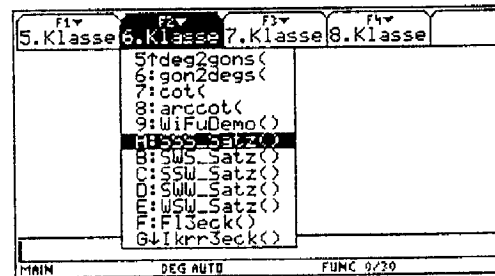 F1▾ F2▾ F3▾ F4▾
5.Klasse 6.Klasse 7.Klasse 8.Klasse
5↑deg2gons(
6:gon2degs(
7:cot(
8:arccot(
9:WiFuDemo()
A:SSS_Satz()
B:SWS_Satz()
C:SSW_Satz()
D:SWW_Satz()
E:WSW_Satz()
F:Fl3eck()
G↓Ikrr3eck()
MAIN DEG AUTO FUNC 0/30